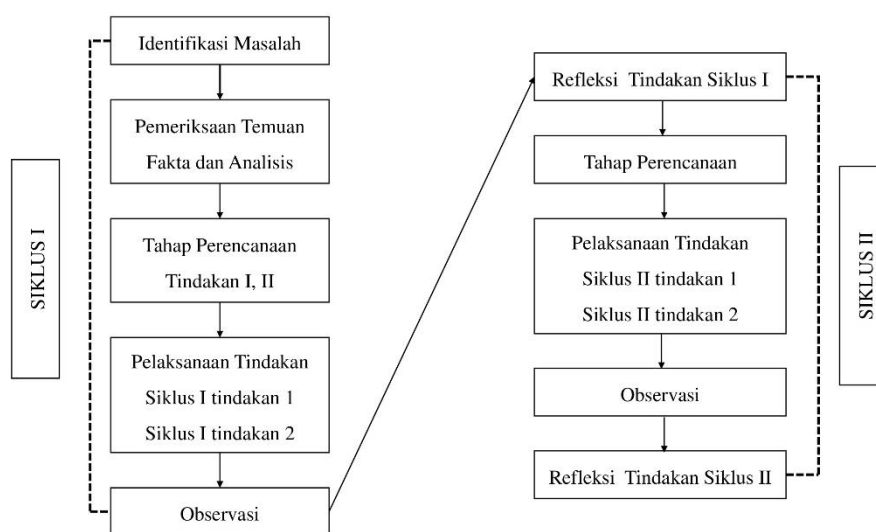 SIKLUS I
Identifikasi Masalah
Pemeriksaan Temuan
Fakta dan Analisis
Tahap Perencanaan
Tindakan I, II
Pelaksanaan Tindakan
Siklus I tindakan 1
Siklus I tindakan 2
Observasi
Refleksi Tindakan Siklus I
Tahap Perencanaan
Pelaksanaan Tindakan
Siklus II tindakan 1
Siklus II tindakan 2
Observasi
Refleksi Tindakan Siklus II
SIKLUS II